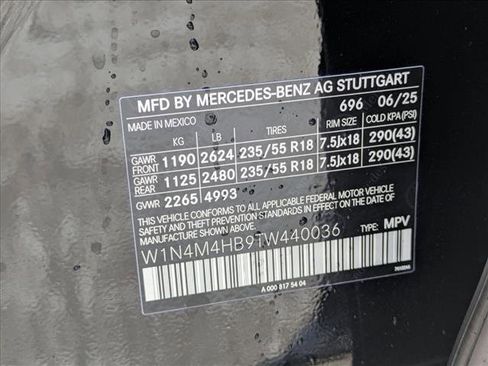 MFD BY MERCEDES-BENZ AG STUTTGART
MADE IN MEXICO 696 06/25
KG LB TIRES RIM SIZE COLD KPA(PSI)
GAWR FRONT 1190 2624 235/55 R18 7.5Jx18 290(43)
GAWR REAR 1125 2480 235/55 R18 7.5Jx18 290(43)
GVWR 2265 4993
THIS VEHICLE CONFORMS TO ALL APPLICABLE FEDERAL MOTOR VEHICLE
SAFETY, BUMPER, AND THEFT PREVENTION STANDARDS IN EFFECT
ON THE DATE OF MANUFACTURE SHOWN ABOVE.
W1N4M4HB9TW440036 TYPE: MPV
A 000 817 54 04